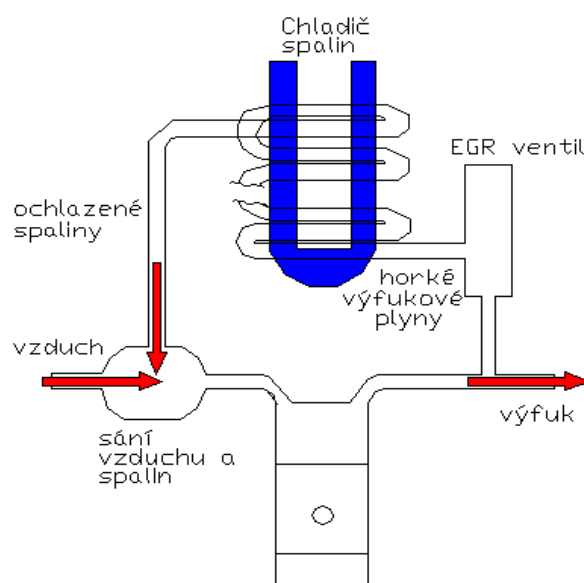 Chladič
spalin
EGR ventil
ochlazené
spaliny
horké
výfukové
plyny
vzduch
výfuk
sání
vzduchu a
spalIn